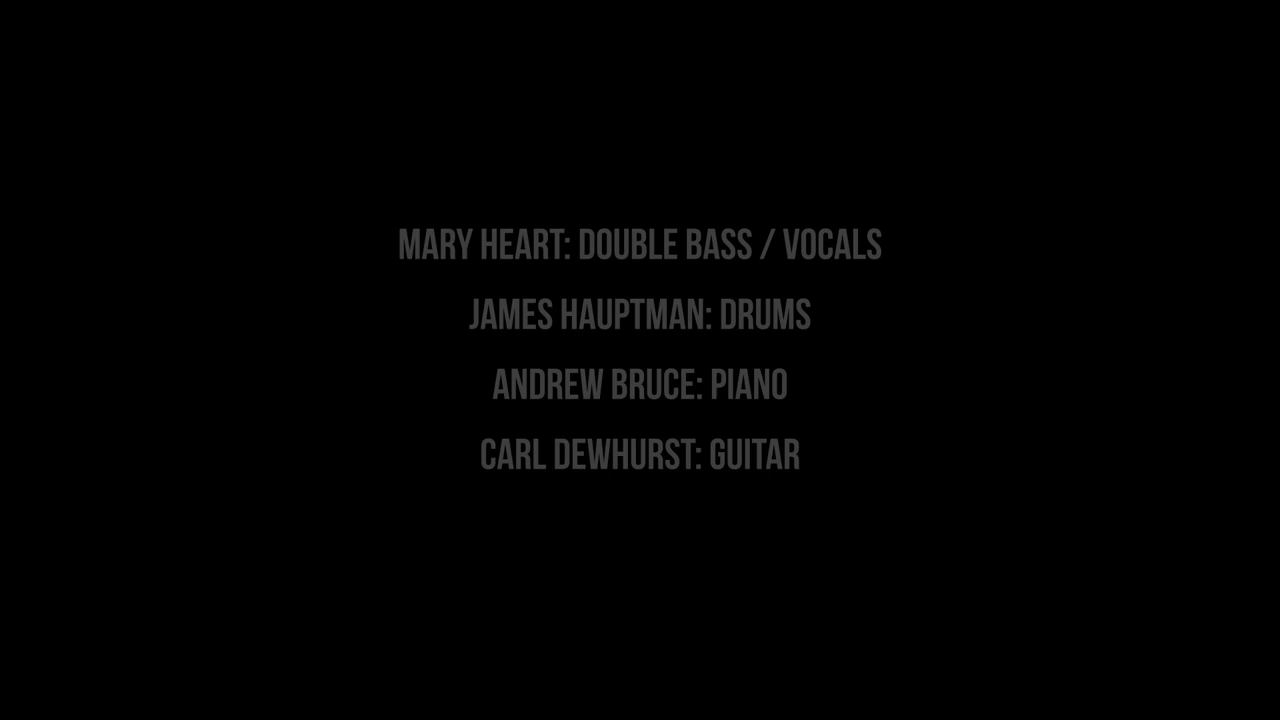 MARY HEART: DOUBLE BASS / VOCALS
JAMES HAUPTMAN: DRUMS
ANDREW BRUCE: PIANO
CARL DEWHURST: GUITAR